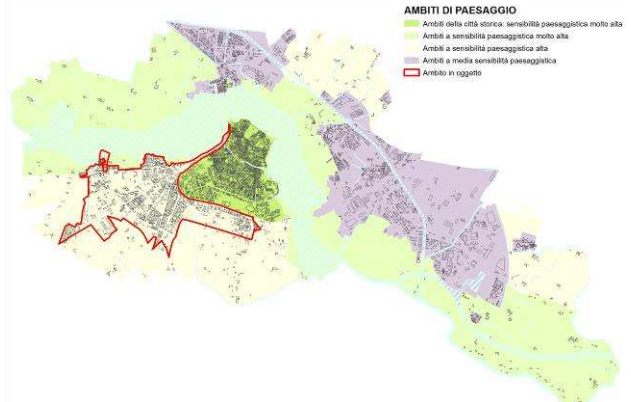 AMBITI DI PAESAGGIO
Ambiti della città storica: sensibilità paesaggistica molto alta
Ambiti a sensibilità paesaggistica molto alta
Ambiti a sensibilità paesaggistica alta
Ambiti a media sensibilità paesaggistica
Ambito in oggetto